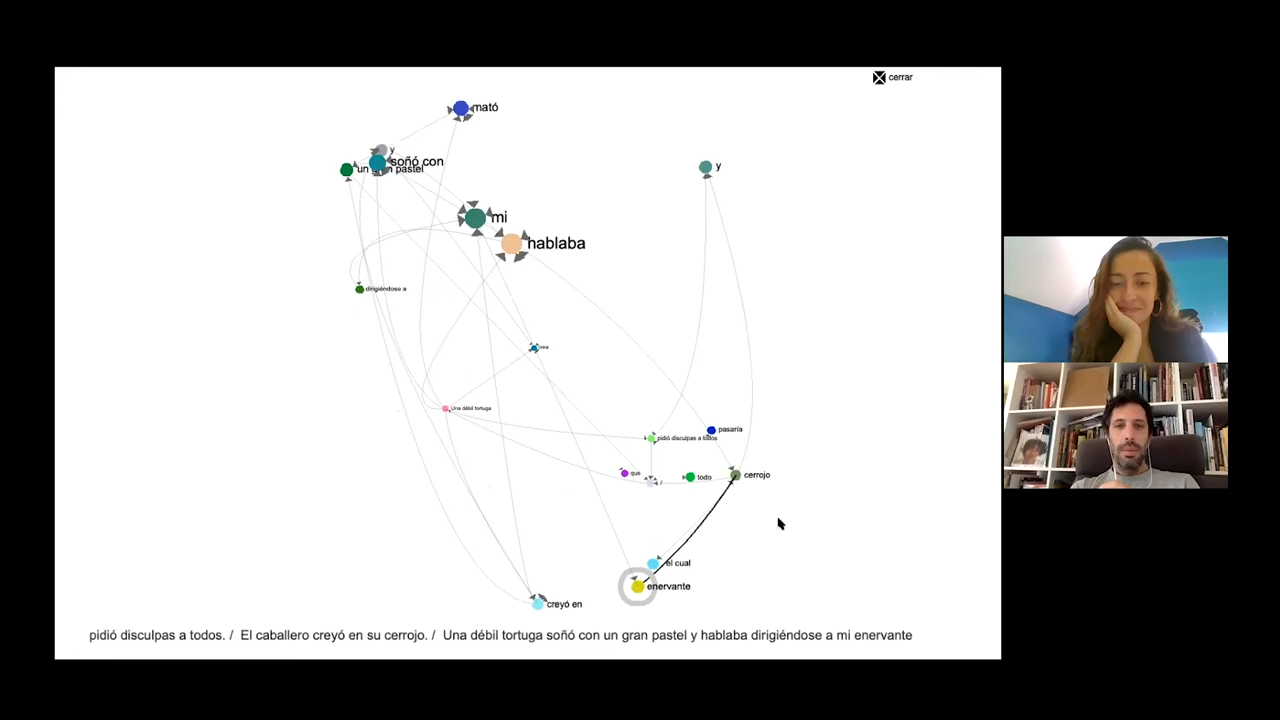 cerrar
mató
y
soñó con
un gran pastel
y
mi
hablaba
dirigiéndose a
Una débil tortuga
pasaría
pidió disculpas a todos
que
/
todo
cerrojo
el cual
enervante
creyó en
pidió disculpas a todos. / El caballero creyó en su cerrojo. / Una débil tortuga soñó con un gran pastel y hablaba dirigiéndose a mi enervante